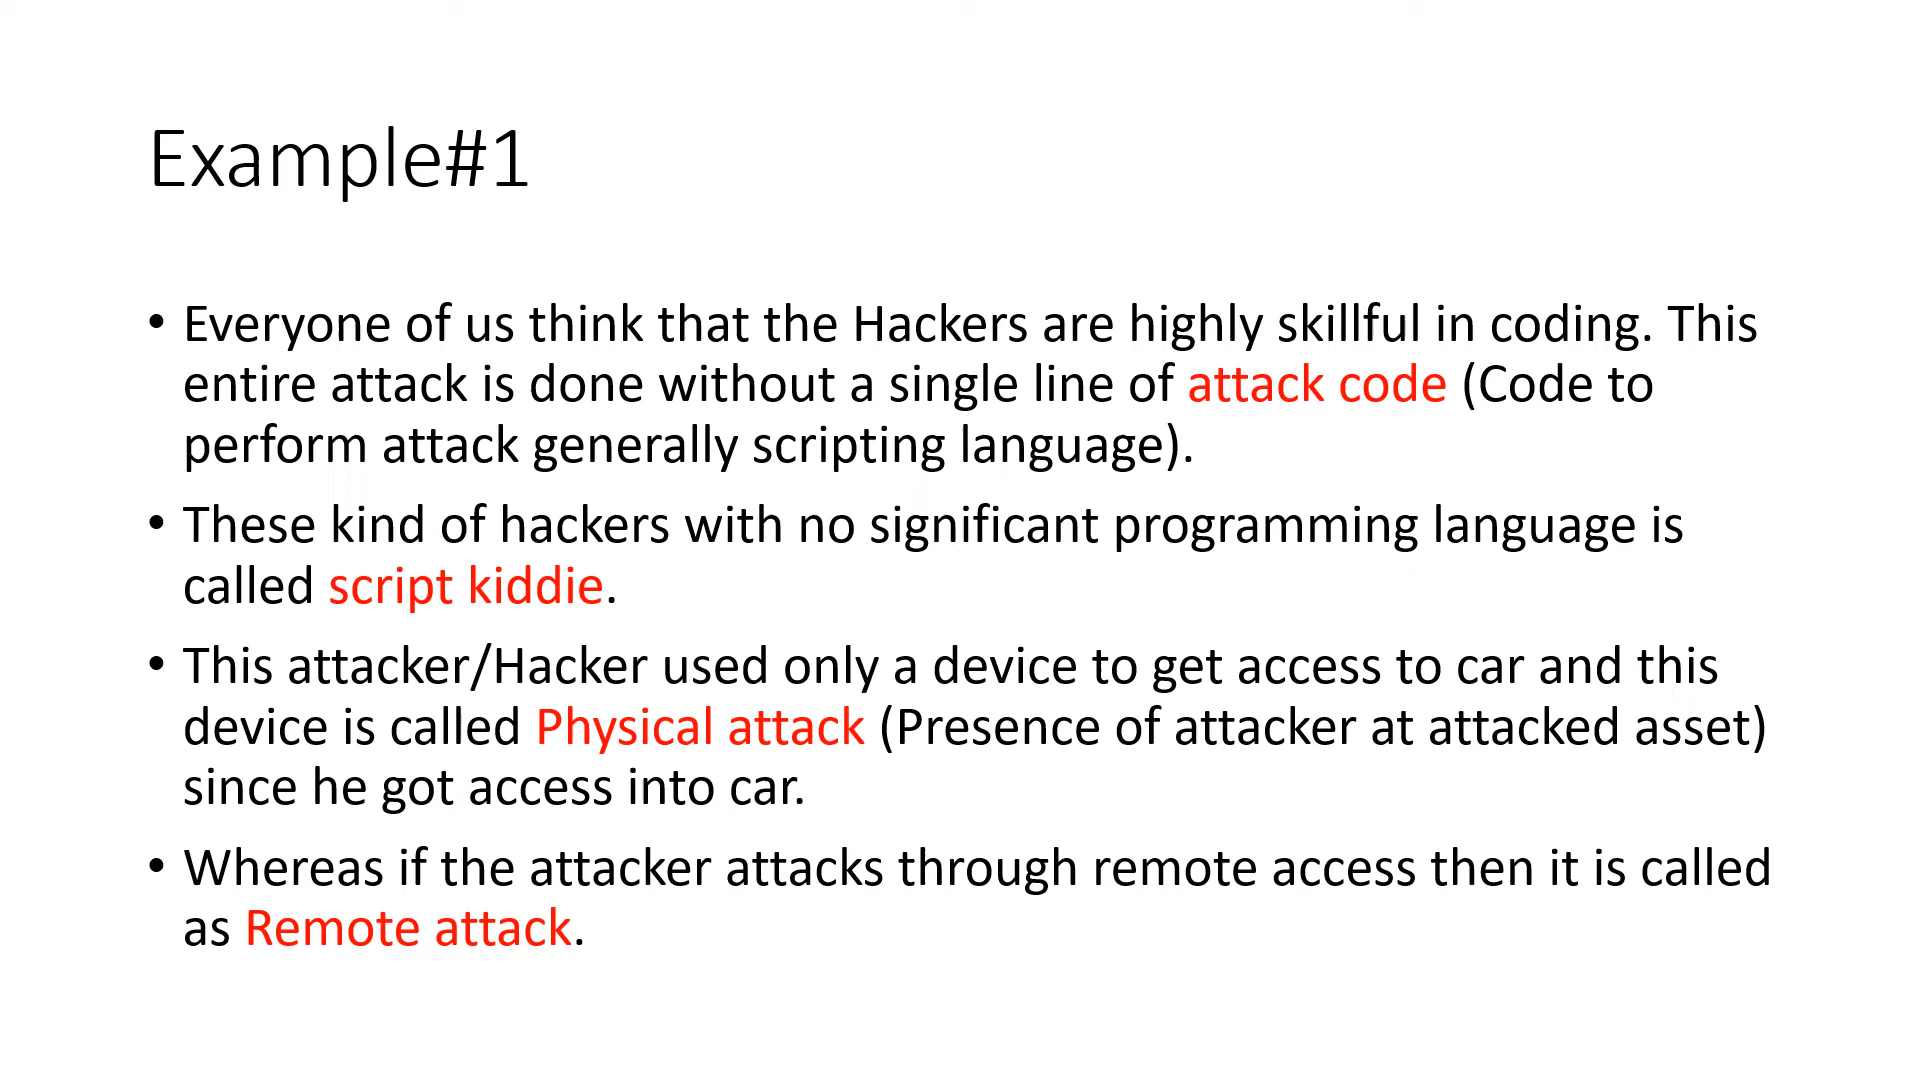 Example#1
• Everyone of us think that the Hackers are highly skillful in coding. This
entire attack is done without a single line of attack code (Code to
perform attack generally scripting language).
• These kind of hackers with no significant programming language is
called script kiddie.
• This attacker/Hacker used only a device to get access to car and this
device is called Physical attack (Presence of attacker at attacked asset)
since he got access into car.
• Whereas if the attacker attacks through remote access then it is called
as Remote attack.